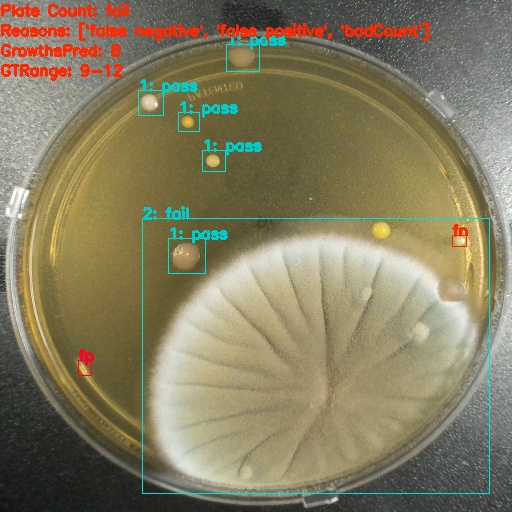 Plate Count: fail
Reasons: ['false negative', 'false positive', 'badCount']
GrowthsPred: 8
GTRange: 9-12
1: pass
1: pass
1: pass
1: pass
2: fail
1: pass
fn
fp